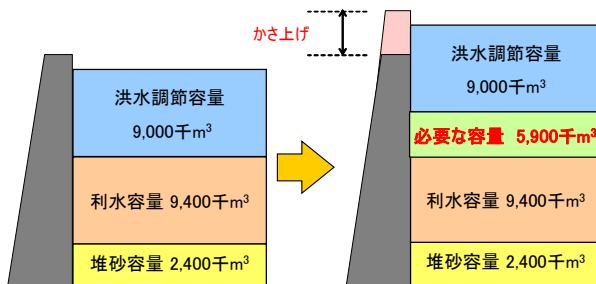 かさ上げ
洪水調節容量
9,000千m³
利水容量 9,400千m³
堆砂容量 2,400千m³
洪水調節容量
9,000千m³
必要な容量 5,900千m³
利水容量 9,400千m³
堆砂容量 2,400千m³